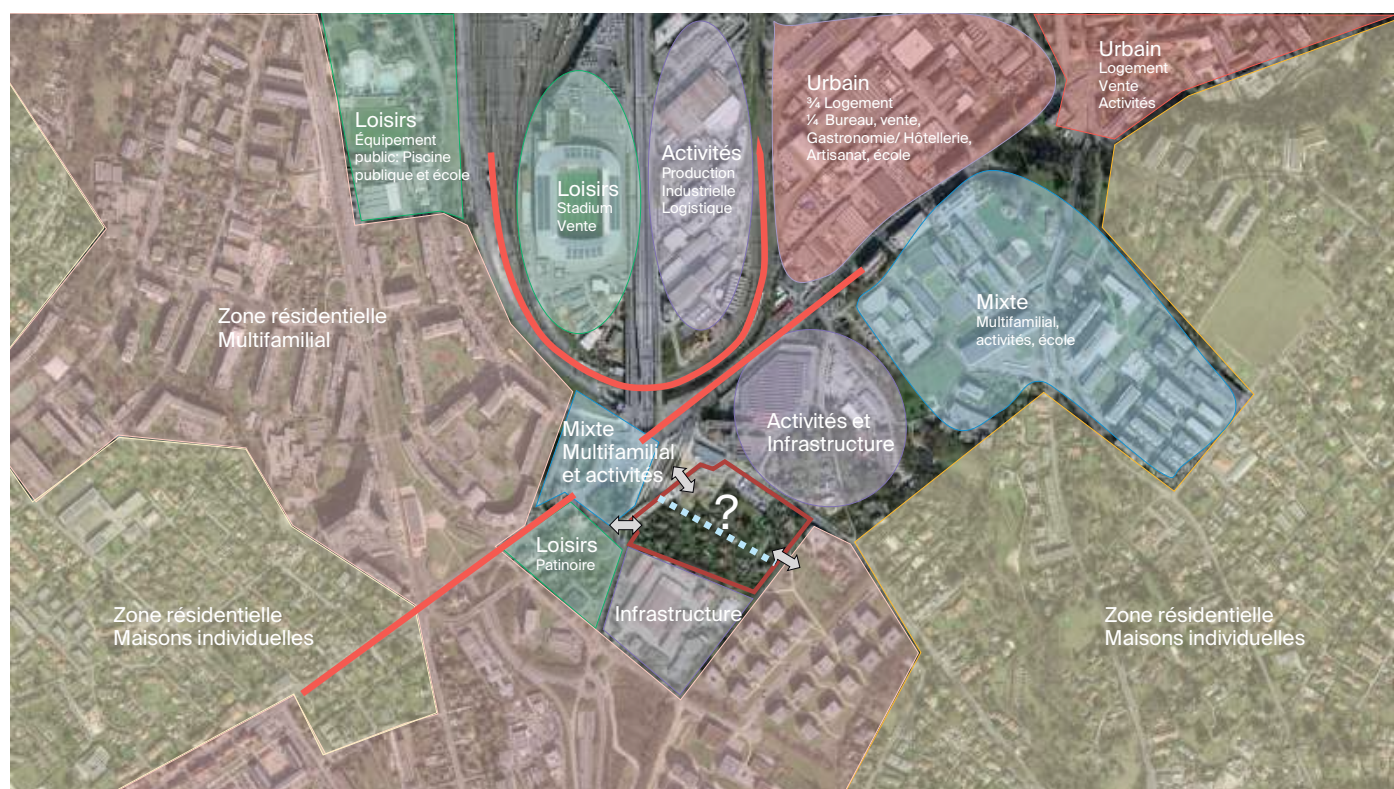 Loisirs
Équipement
public: Piscine
publique et école
Loisirs
Stadium
Vente
Activités
Production
Industrielle
Logistique
Urbain
¾ Logement
¼ Bureau, vente,
Gastronomie/ Hôtellerie,
Artisanat, école
Urbain
Logement
Vente
Activités
Zone résidentielle
Multifamilial
Mixte
Multifamilial,
activités, école
Mixte
Multifamilial
et activités
Activités et
Infrastructure
?
Loisirs
Patinoire
Infrastructure
Zone résidentielle
Maisons individuelles
Zone résidentielle
Maisons individuelles